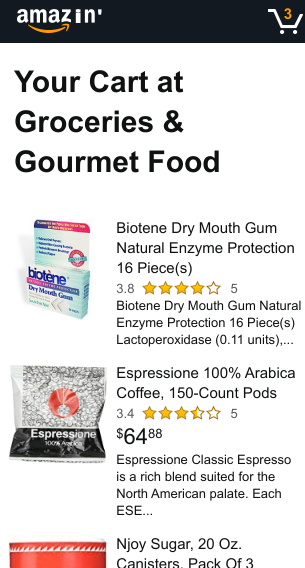 amazin'
3
Your Cart at
Groceries &
Gourmet Food
biotène
Dry Mouth Gum
Biotene Dry Mouth Gum
Natural Enzyme Protection
16 Piece(s)
3.8 5
Biotene Dry Mouth Gum Natural
Enzyme Protection 16 Piece(s)
Lactoperoxidase (0.11 units),...
Espressione
100% Arabica
Espressione 100% Arabica
Coffee, 150-Count Pods
3.4 5
$64.88
Espressione Classic Espresso
is a rich blend suited for the
North American palate. Each
ESE...
Njoy Sugar, 20 Oz.
Canisters, Pack Of 3